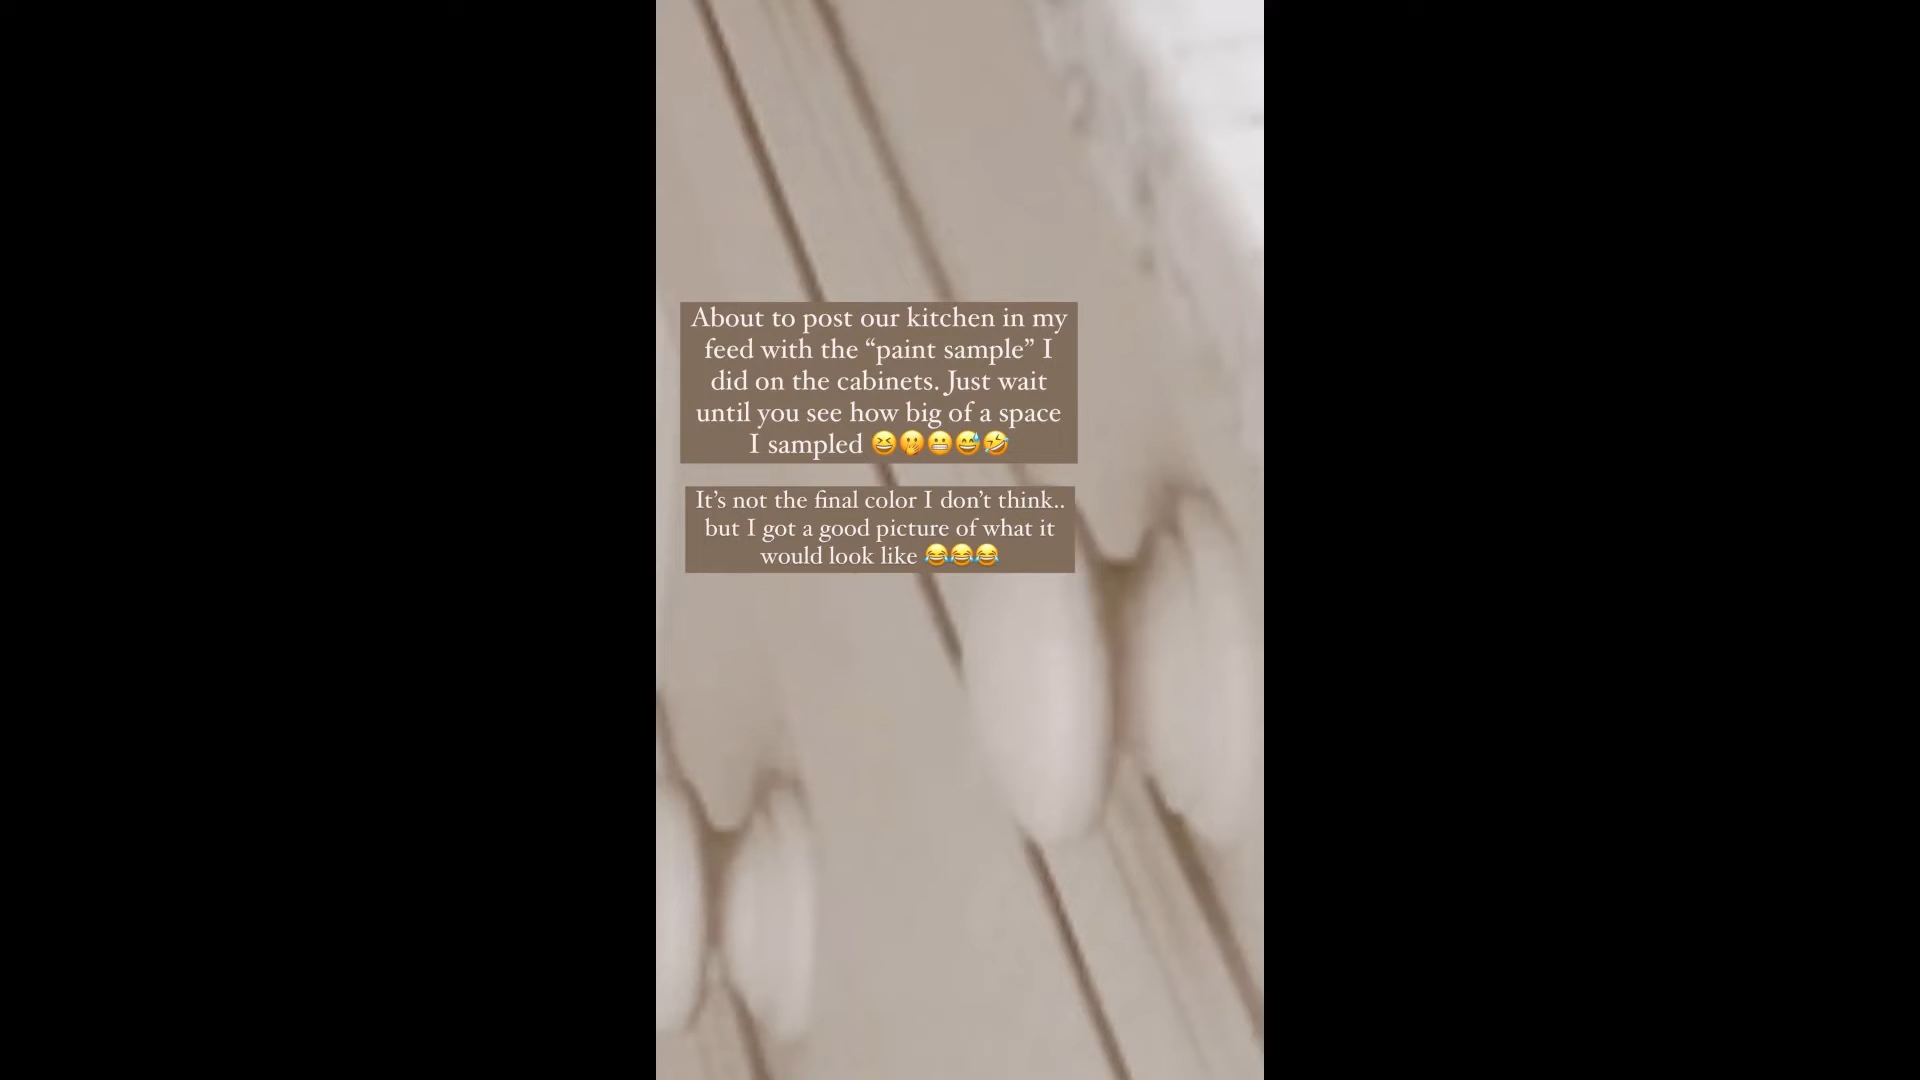 About to post our kitchen in my
feed with the “paint sample” I
did on the cabinets. Just wait
until you see how big of a space
I sampled 😆🤭😬😅🤣
It’s not the final color I don’t think..
but I got a good picture of what it
would look like 😂😂😂